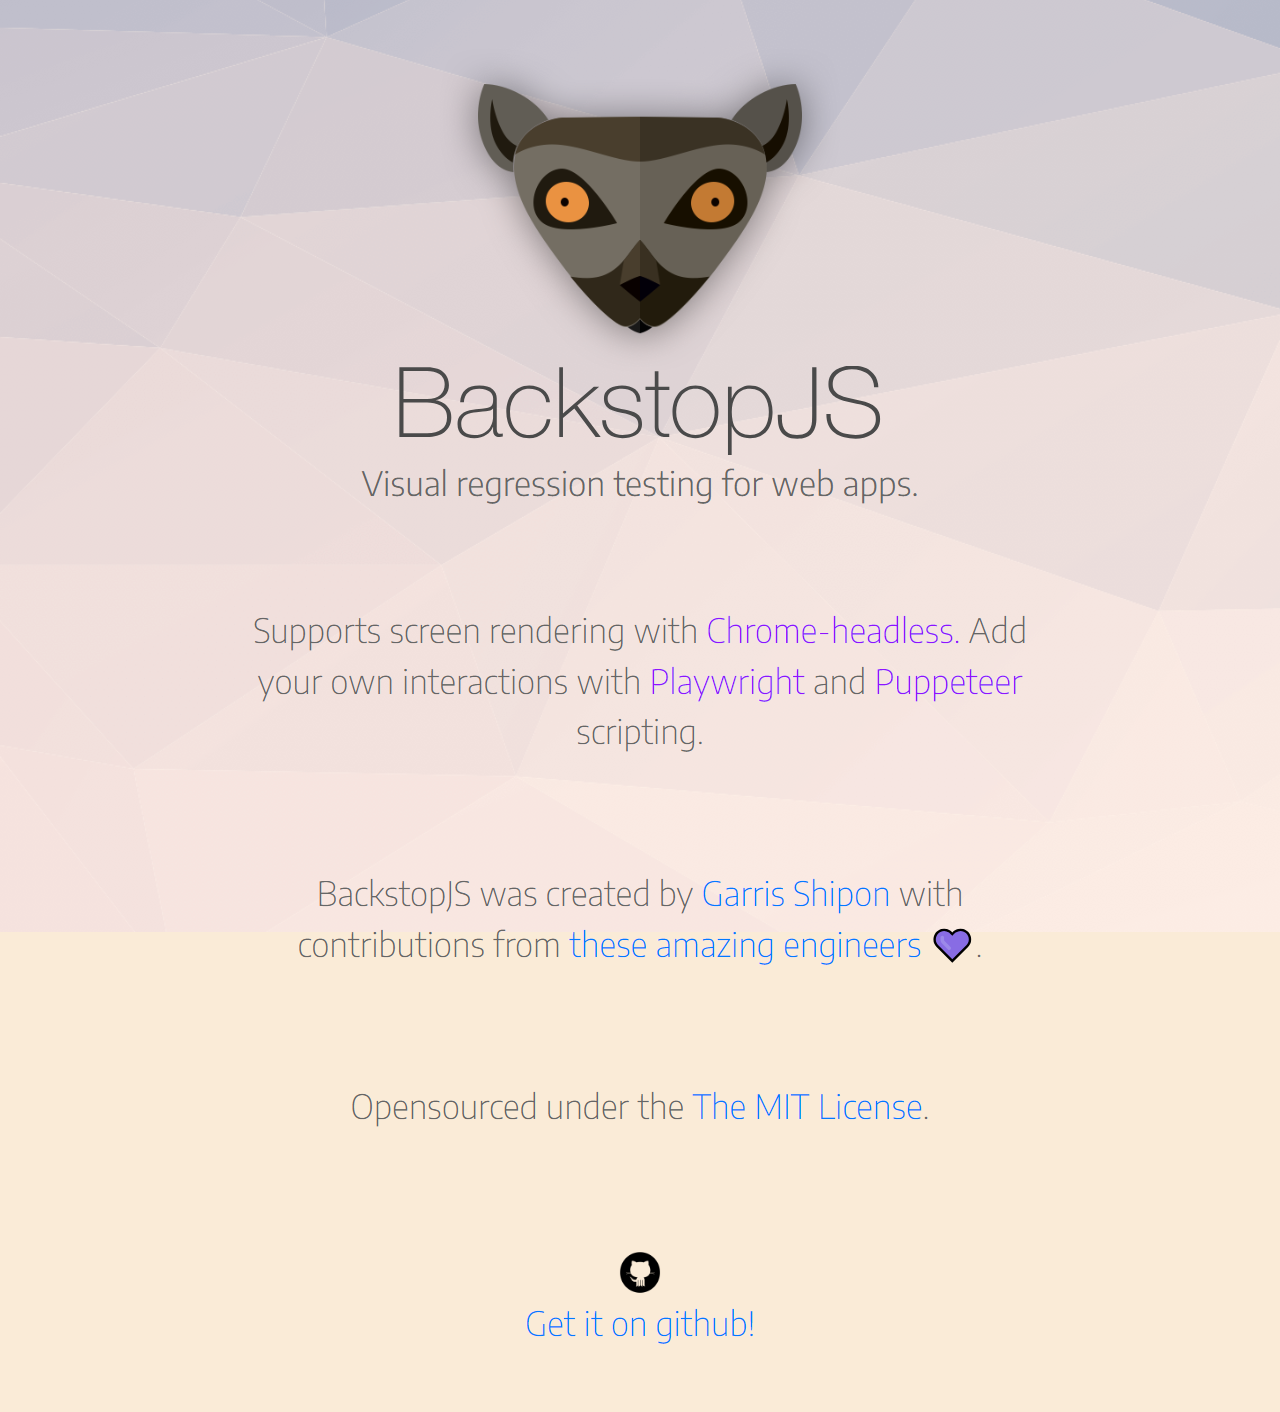 BackstopJS
Visual regression testing for web apps.
Supports screen rendering with Chrome-headless. Add
your own interactions with Playwright and Puppeteer
scripting.
BackstopJS was created by Garris Shipon with
contributions from these amazing engineers 💜.
Opensourced under the The MIT License.
Get it on github!